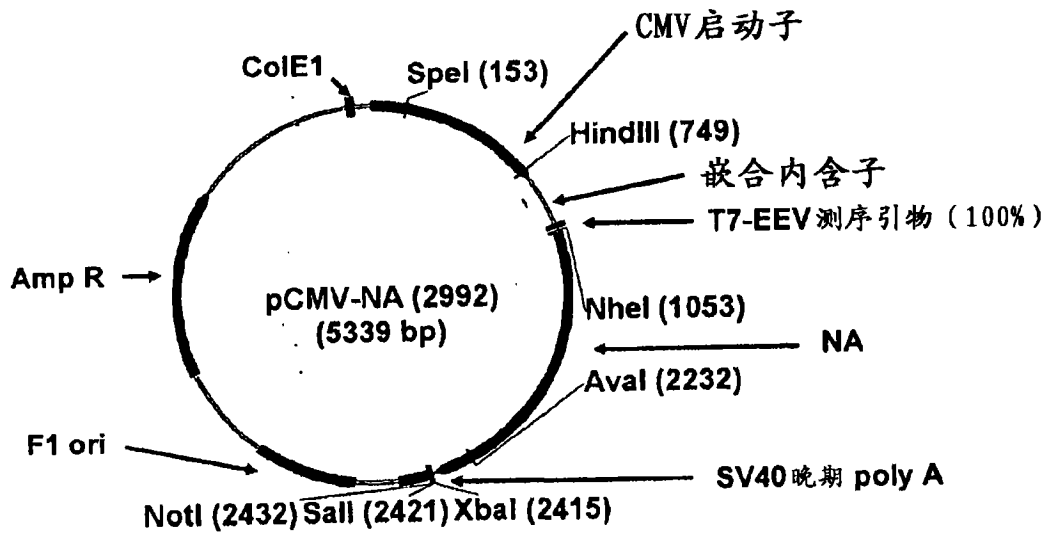 CMV启动子
ColE1
SpeI (153)
HindIII (749)
嵌合内含子
T7-EEV测序引物（100%）
Amp R
pCMV-NA (2992)
(5339 bp)
NheI (1053)
NA
AvaI (2232)
F1 ori
SV40晚期 poly A
NotI (2432) SalI (2421) XbaI (2415)